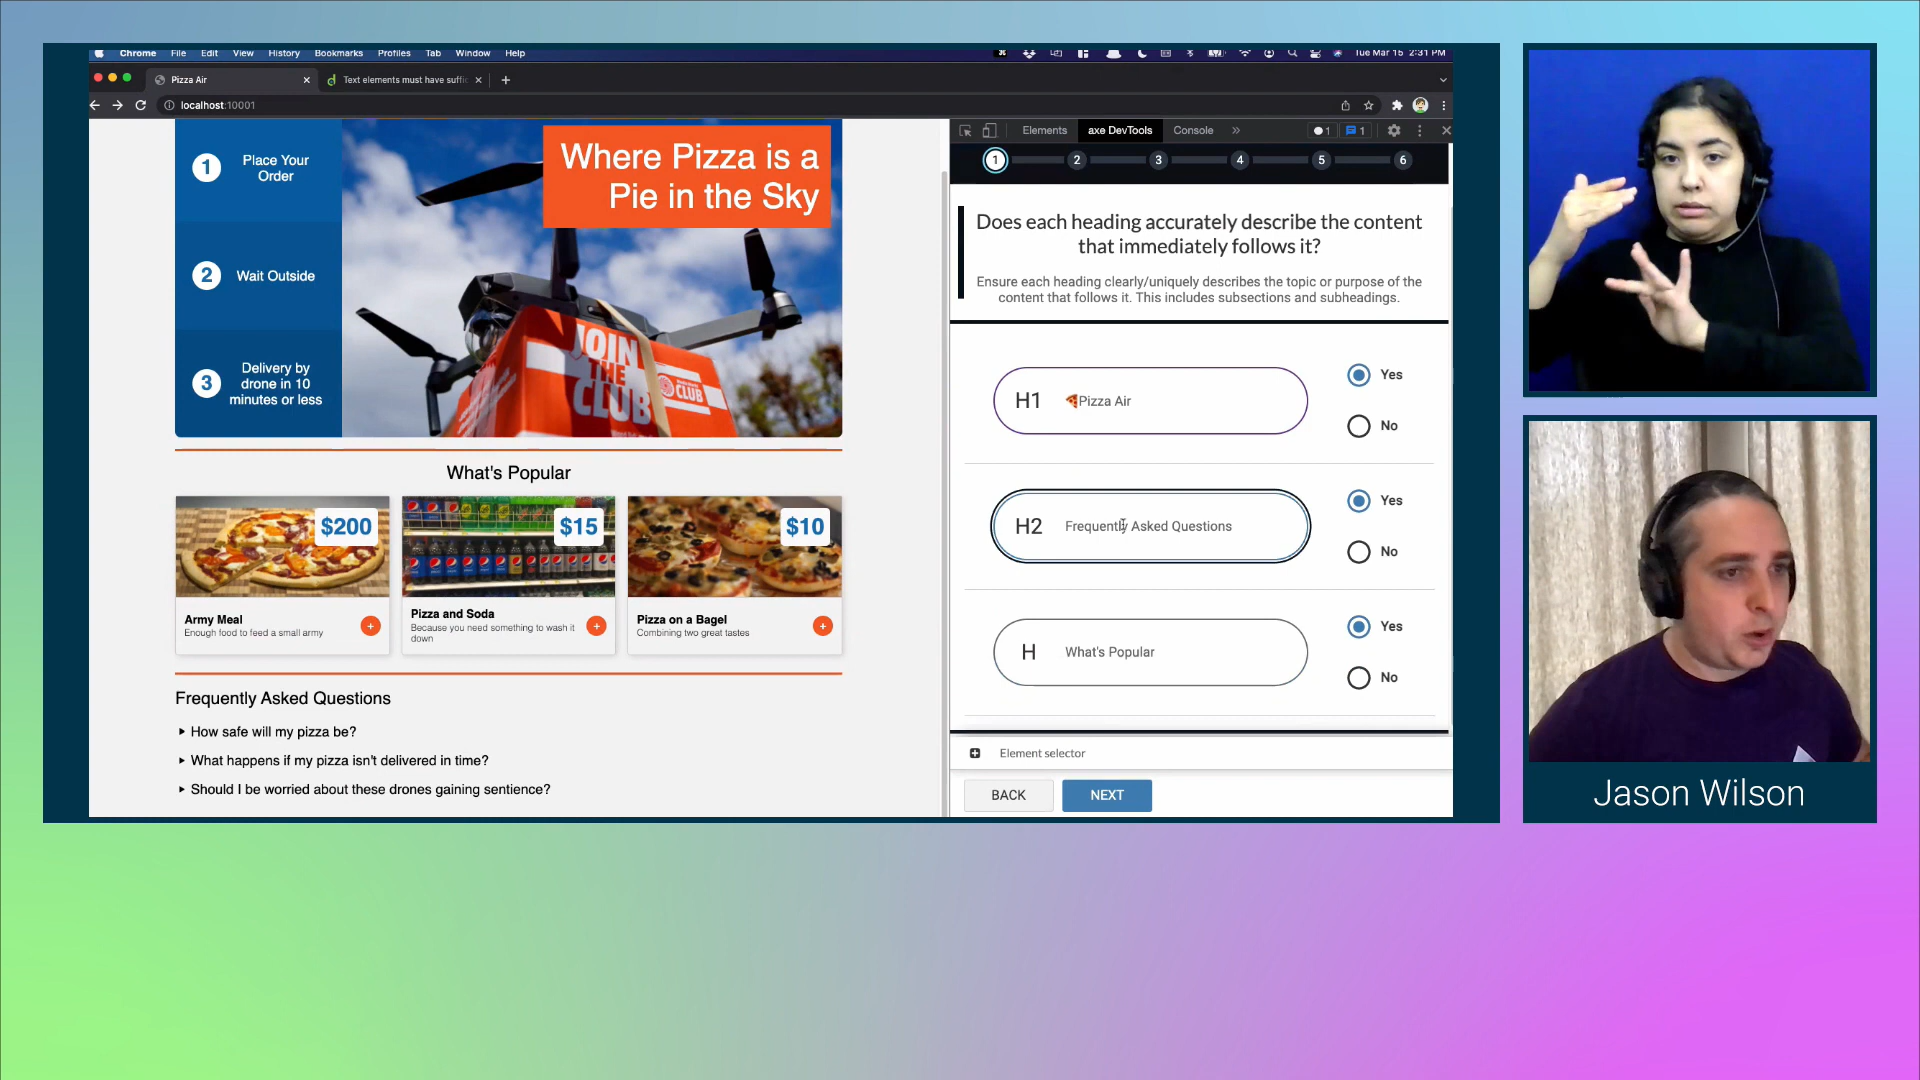 Chrome File Edit View History Bookmarks Profiles Tab Window Help
Tue Mar 15 2:31 PM
Pizza Air
Text elements must have suffic
localhost:10001
1 Place Your
Order
2 Wait Outside
3 Delivery by
drone in 10
minutes or less
Where Pizza is a
Pie in the Sky
JOIN
THE
CLUB
CLUB
What's Popular
$200
Army Meal
Enough food to feed a small army
+
$15
Pizza and Soda
Because you need something to wash it
down
+
$10
Pizza on a Bagel
Combining two great tastes
+
Frequently Asked Questions
How safe will my pizza be?
What happens if my pizza isn't delivered in time?
Should I be worried about these drones gaining sentience?
Elements axe DevTools Console » 1 1
1 2 3 4 5 6
Does each heading accurately describe the content
that immediately follows it?
Ensure each heading clearly/uniquely describes the topic or purpose of the
content that follows it. This includes subsections and subheadings.
H1 Pizza Air
Yes
No
H2 Frequently Asked Questions
Yes
No
H What's Popular
Yes
No
Element selector
BACK NEXT
Jason Wilson